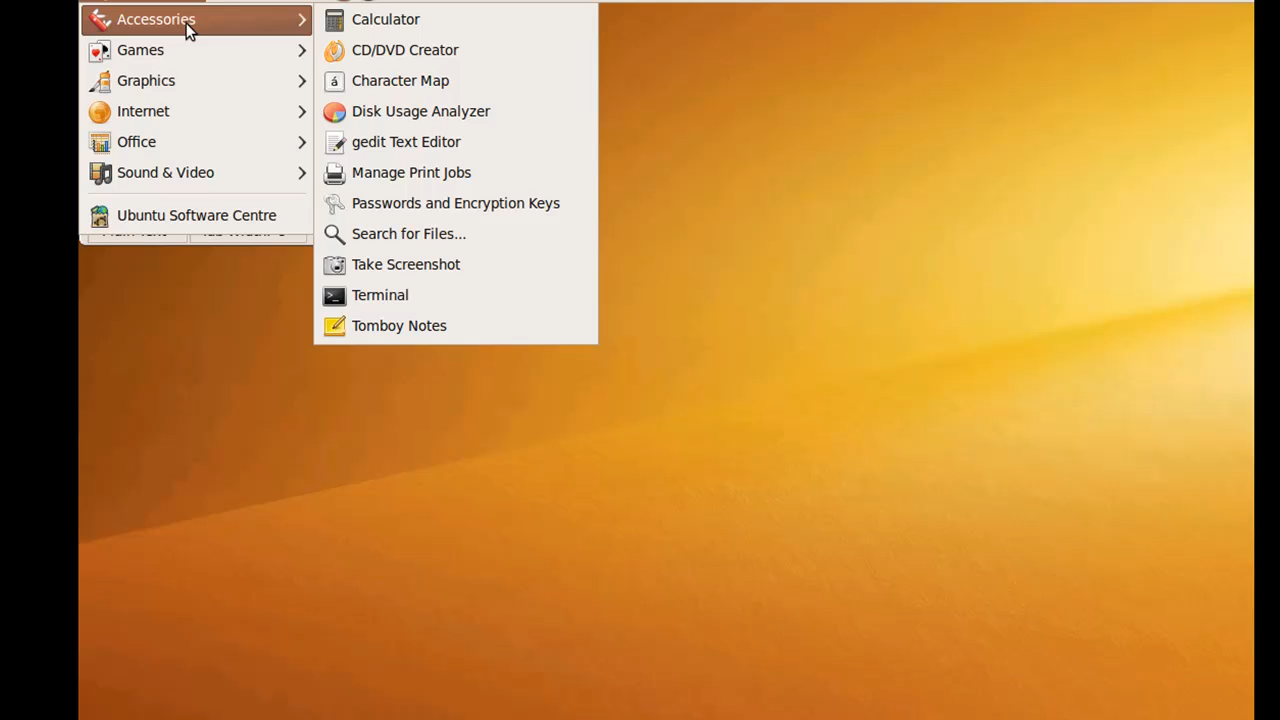 Accessories
Games
Graphics
Internet
Office
Sound & Video
Ubuntu Software Centre
Calculator
CD/DVD Creator
Character Map
Disk Usage Analyzer
gedit Text Editor
Manage Print Jobs
Passwords and Encryption Keys
Search for Files...
Take Screenshot
Terminal
Tomboy Notes